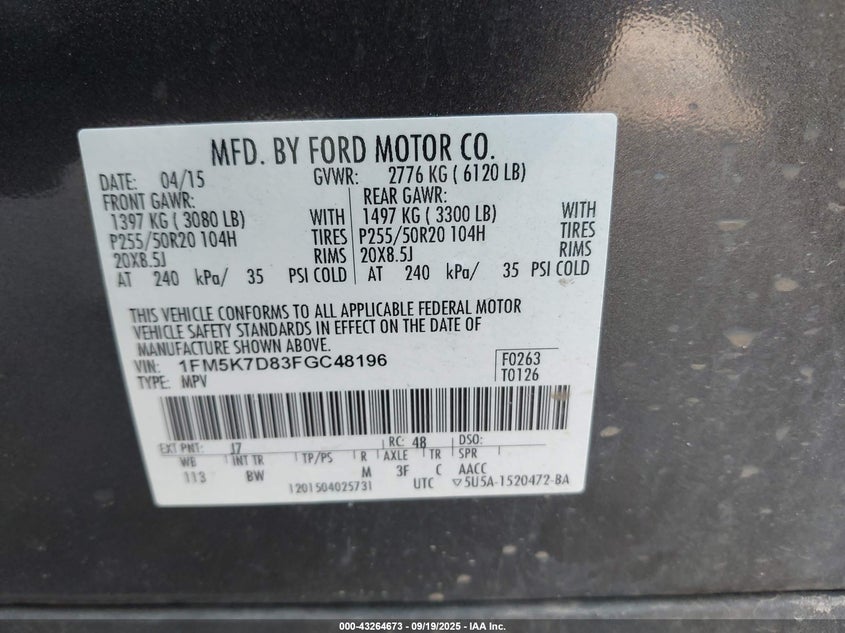 MFD. BY FORD MOTOR CO.
DATE: 04/15 GVWR: 2776 KG ( 6120 LB)
FRONT GAWR: REAR GAWR:
1397 KG ( 3080 LB) WITH 1497 KG ( 3300 LB) WITH
P255/50R20 104H TIRES P255/50R20 104H TIRES
20X8.5J RIMS 20X8.5J RIMS
AT 240 kPa/ 35 PSI COLD AT 240 kPa/ 35 PSI COLD
THIS VEHICLE CONFORMS TO ALL APPLICABLE FEDERAL MOTOR
VEHICLE SAFETY STANDARDS IN EFFECT ON THE DATE OF
MANUFACTURE SHOWN ABOVE.
VIN: 1FM5K7D83FGC48196 F0263
TYPE: MPV T0126
EXT PNT: J7 RC: 48 DSO:
WB INT TR TP/PS R AXLE TR SPR
113 BW M 3F C AACC
1201504025731 UTC ▽5U5A-1520472-BA
000-43264673 - 09/19/2025 - IAA Inc.